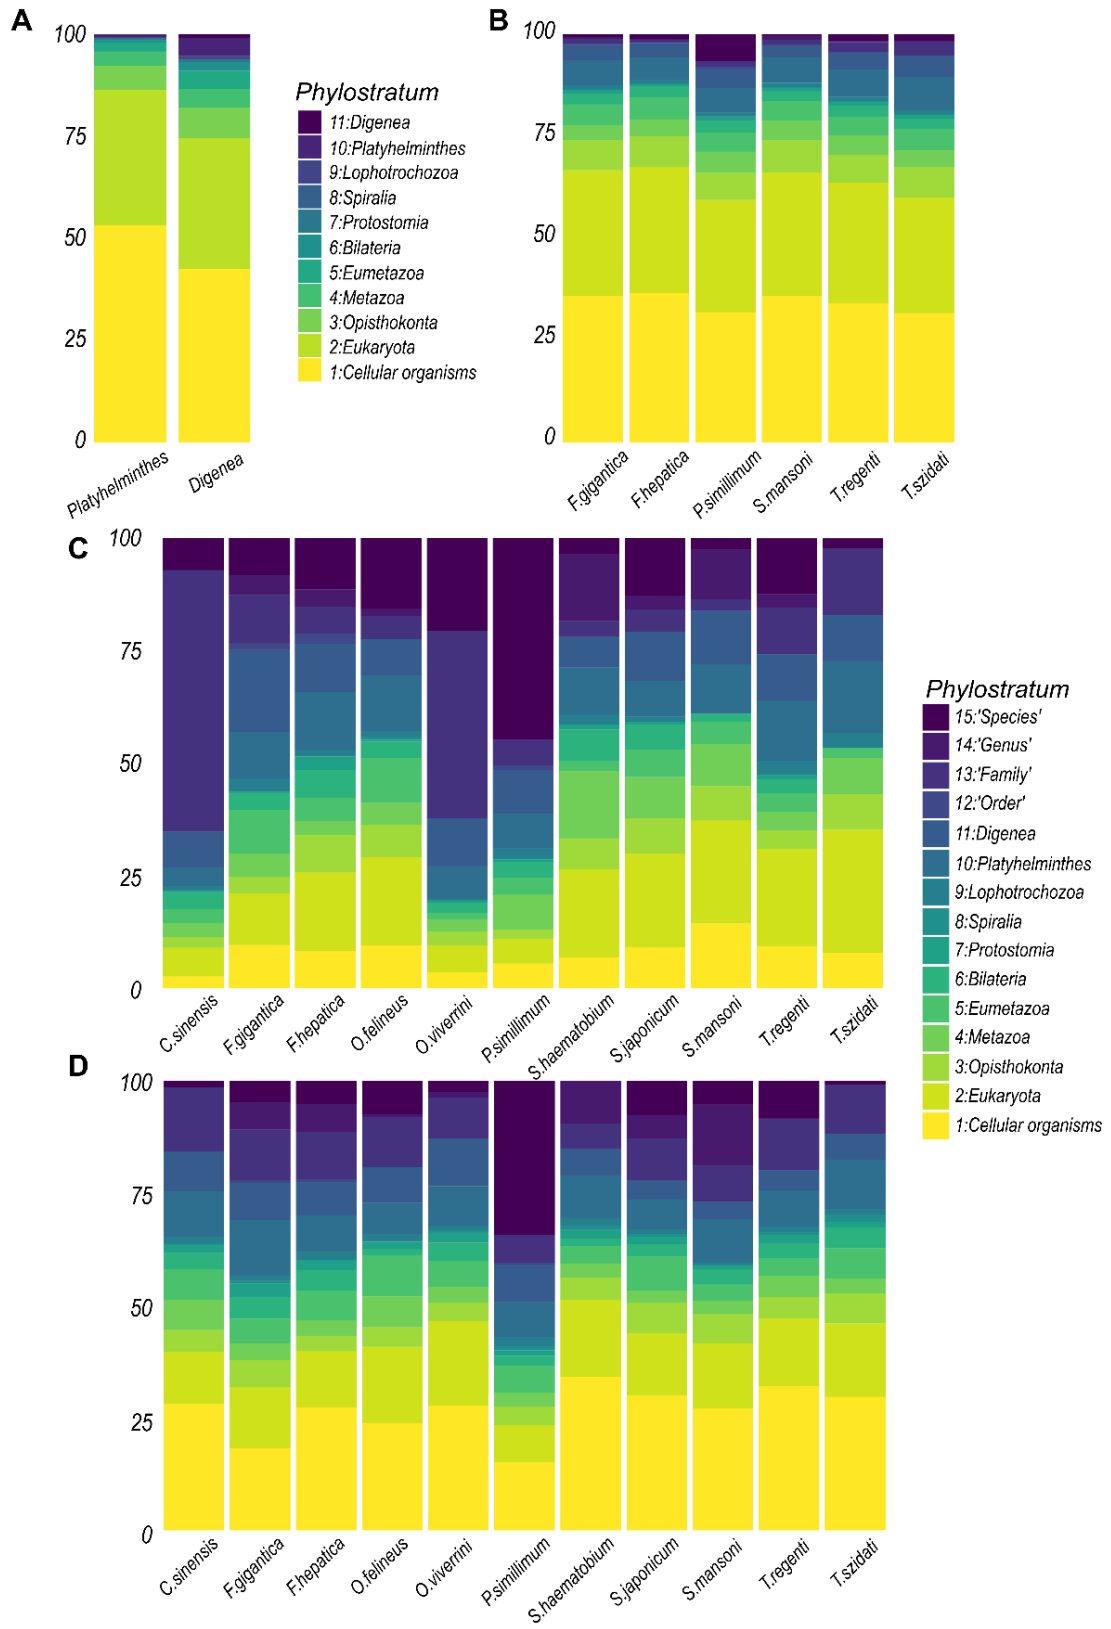 A
100
75
50
25
0
Platyhelminthes
Digenea
Phylostratum
11:Digenea
10:Platyhelminthes
9:Lophotrochozoa
8:Spiralia
7:Protostomia
6:Bilateria
5:Eumetazoa
4:Metazoa
3:Opisthokonta
2:Eukaryota
1:Cellular organisms
B
100
75
50
25
0
F.gigantica
F.hepatica
P.simillimum
S.mansoni
T.regenti
T.szidati
C
100
75
50
25
0
C.sinensis
F.gigantica
F.hepatica
O.felineus
O.viverrini
P.simillimum
S.haematobium
S.japonicum
S.mansoni
T.regenti
T.szidati
Phylostratum
15:'Species'
14:'Genus'
13:'Family'
12:'Order'
11:Digenea
10:Platyhelminthes
9:Lophotrochozoa
8:Spiralia
7:Protostomia
6:Bilateria
5:Eumetazoa
4:Metazoa
3:Opisthokonta
2:Eukaryota
1:Cellular organisms
D
100
75
50
25
0
C.sinensis
F.gigantica
F.hepatica
O.felineus
O.viverrini
P.simillimum
S.haematobium
S.japonicum
S.mansoni
T.regenti
T.szidati